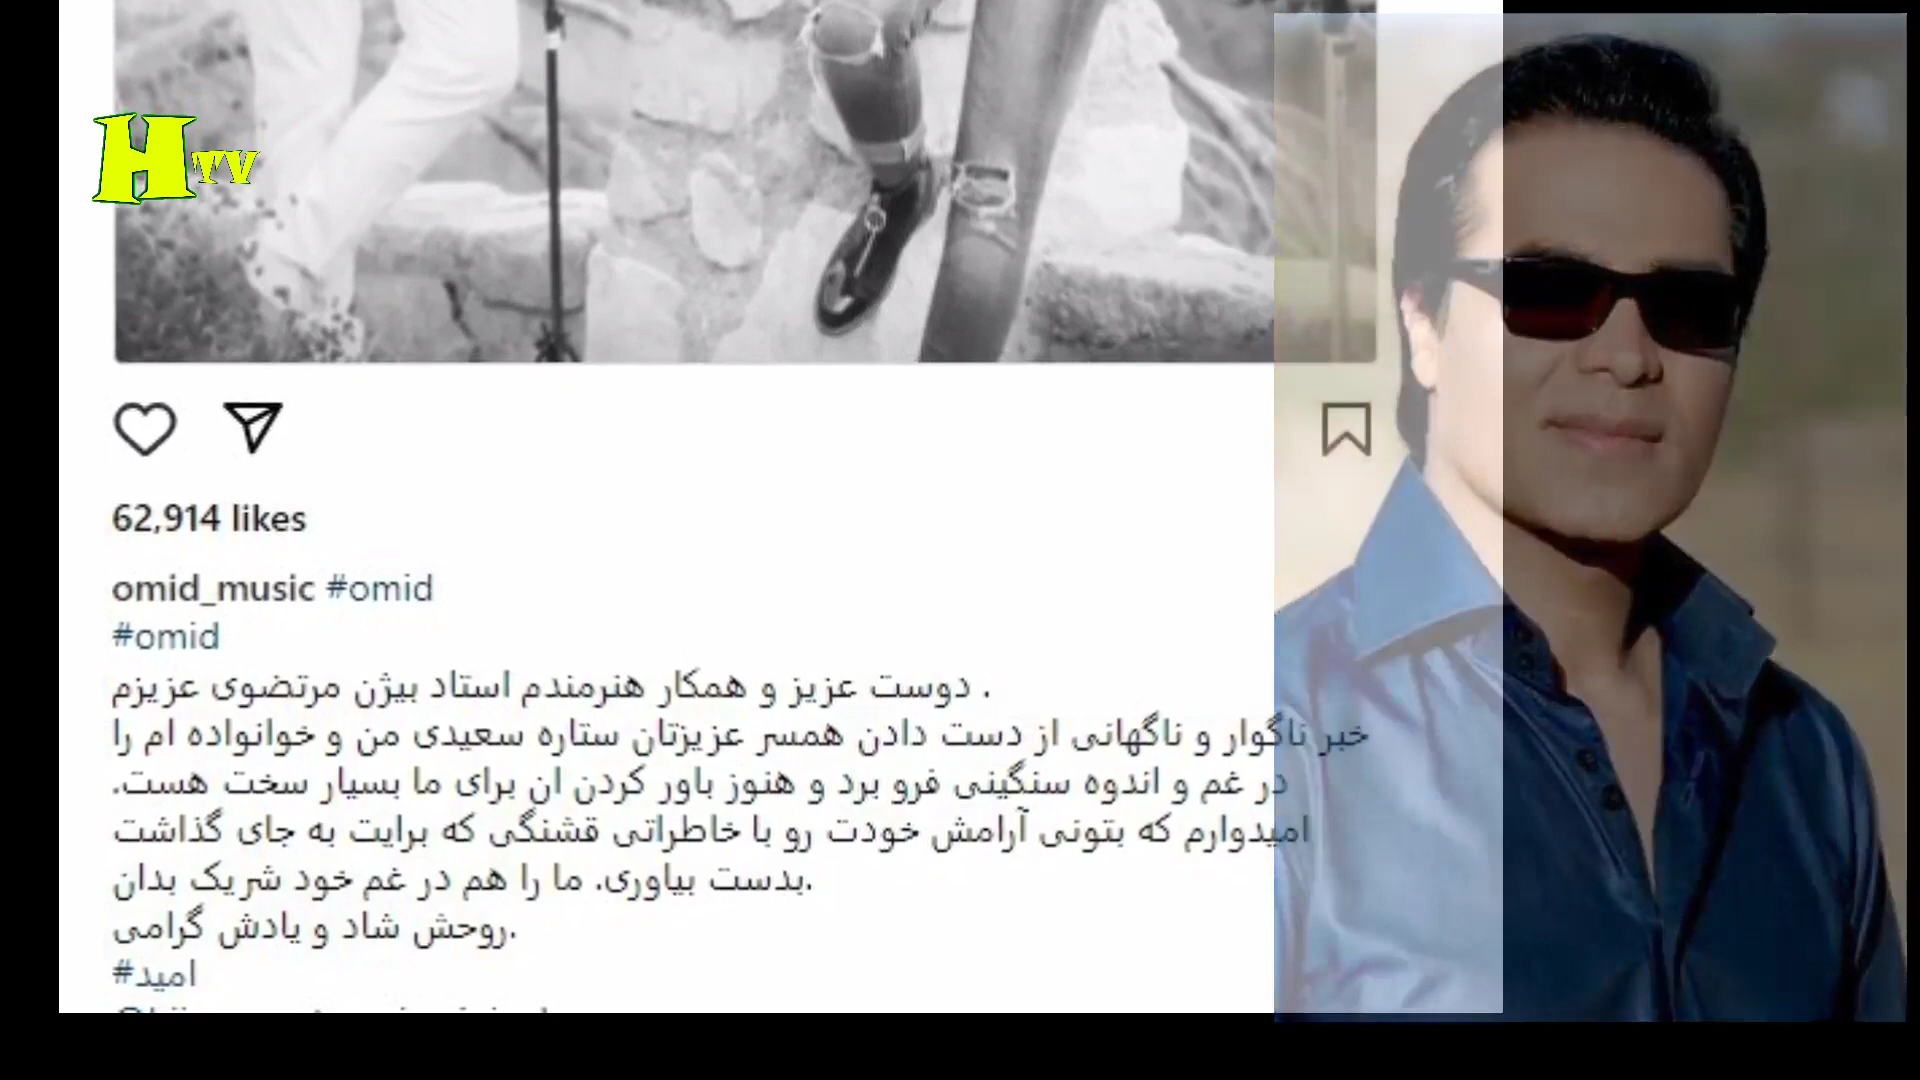 H TV
62,914 likes
omid_music #omid
#omid
دوست عزیز و همکار هنرمندم استاد بیژن مرتضوی عزیزم .
خبر ناگوار و ناگهانی از دست دادن همسر عزیزتان ستاره سعیدی من و خوانواده ام را
در غم و اندوه سنگینی فرو برد و هنوز باور کردن ان برای ما بسیار سخت هست.
امیدوارم که بتونی آرامش خودت رو با خاطراتی قشنگی که برایت به جای گذاشت
بدست بیاوری. ما را هم در غم خود شریک بدان.
روحش شاد و یادش گرامی.
#امید